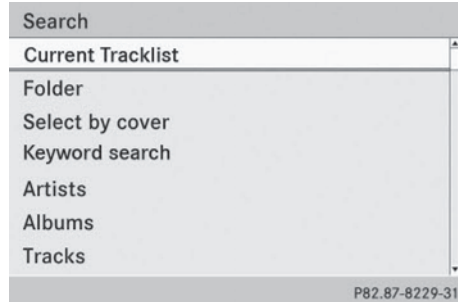 Search
Current Tracklist
Folder
Select by cover
Keyword search
Artists
Albums
Tracks
P82.87-8229-31